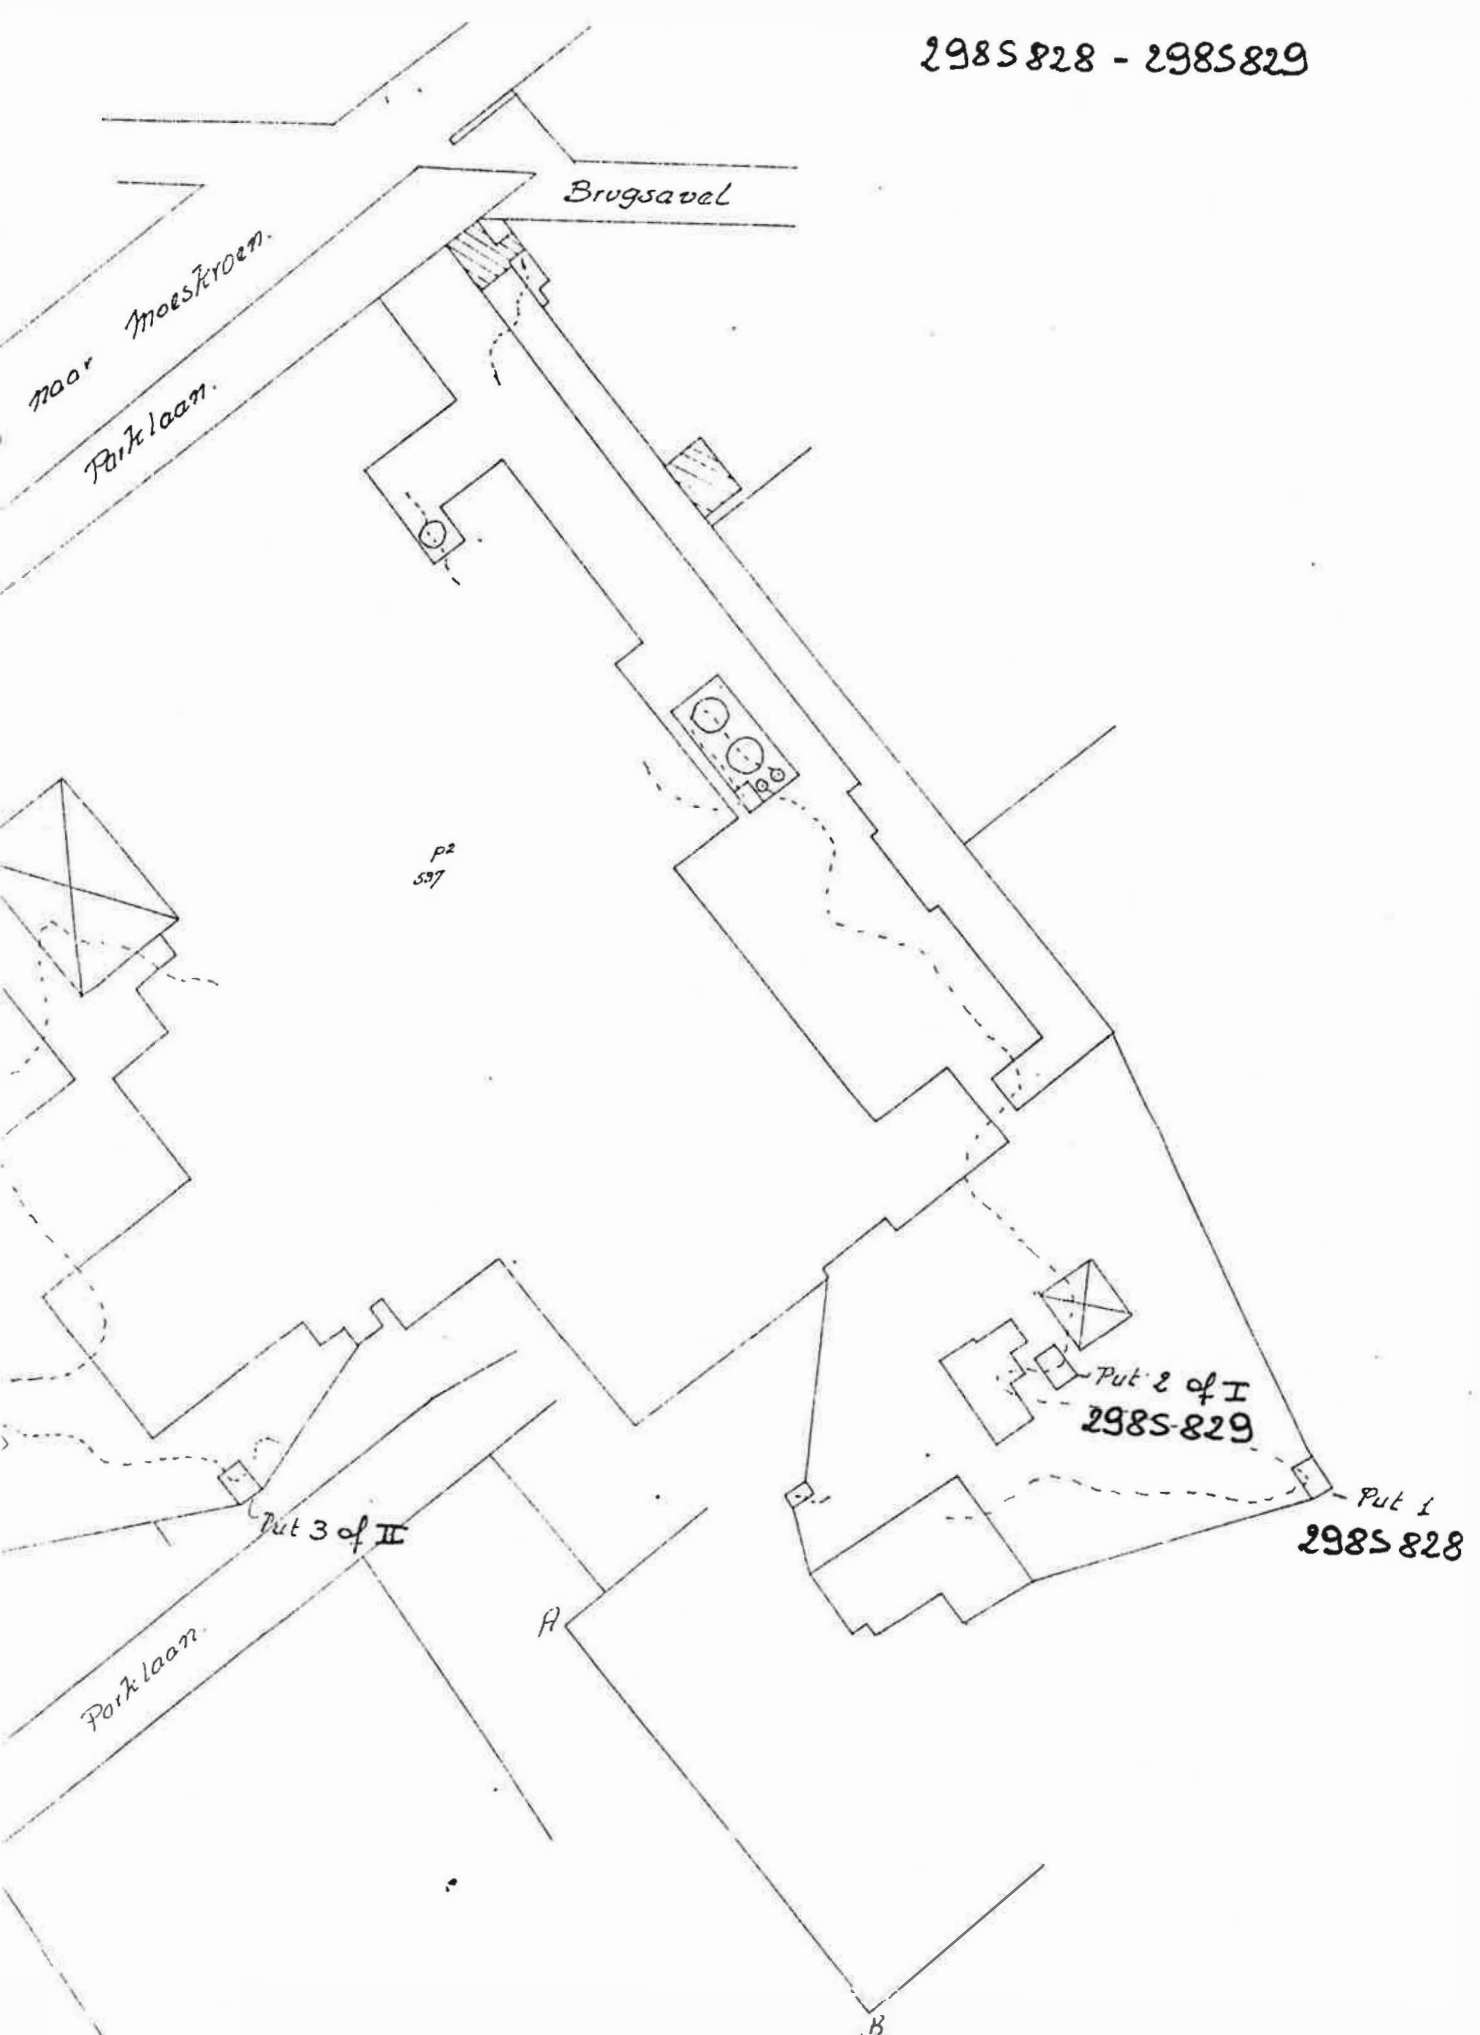 298S828 - 298S829
Brugsavel
naar Moeskroen.
Parklaan.
P2
597
Put 2 of I
298S-829
Put 1
298S828
Put 3 of II
A
Parklaan.
B